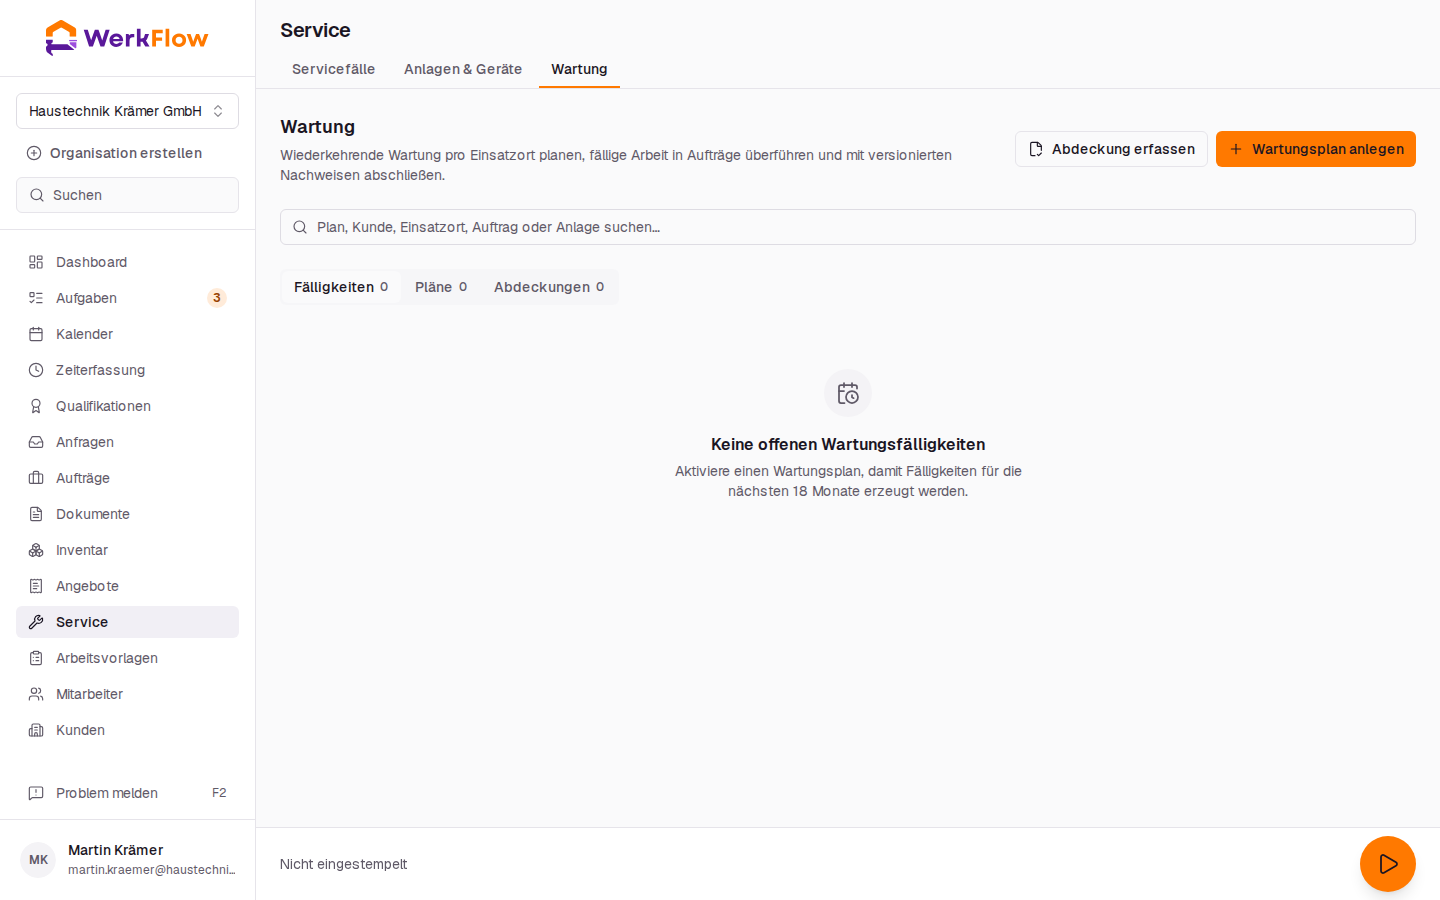 WerkFlow
Haustechnik Krämer GmbH
Organisation erstellen
Suchen
Dashboard
Aufgaben 3
Kalender
Zeiterfassung
Qualifikationen
Anfragen
Aufträge
Dokumente
Inventar
Angebote
Service
Arbeitsvorlagen
Mitarbeiter
Kunden
Problem melden F2
MK
Martin Krämer
martin.kraemer@haustechni...
Service
Servicefälle Anlagen & Geräte Wartung
Wartung
Wiederkehrende Wartung pro Einsatzort planen, fällige Arbeit in Aufträge überführen und mit versionierten
Nachweisen abschließen.
Abdeckung erfassen
Wartungsplan anlegen
Plan, Kunde, Einsatzort, Auftrag oder Anlage suchen...
Fälligkeiten 0 Pläne 0 Abdeckungen 0
Keine offenen Wartungsfälligkeiten
Aktiviere einen Wartungsplan, damit Fälligkeiten für die
nächsten 18 Monate erzeugt werden.
Nicht eingestempelt